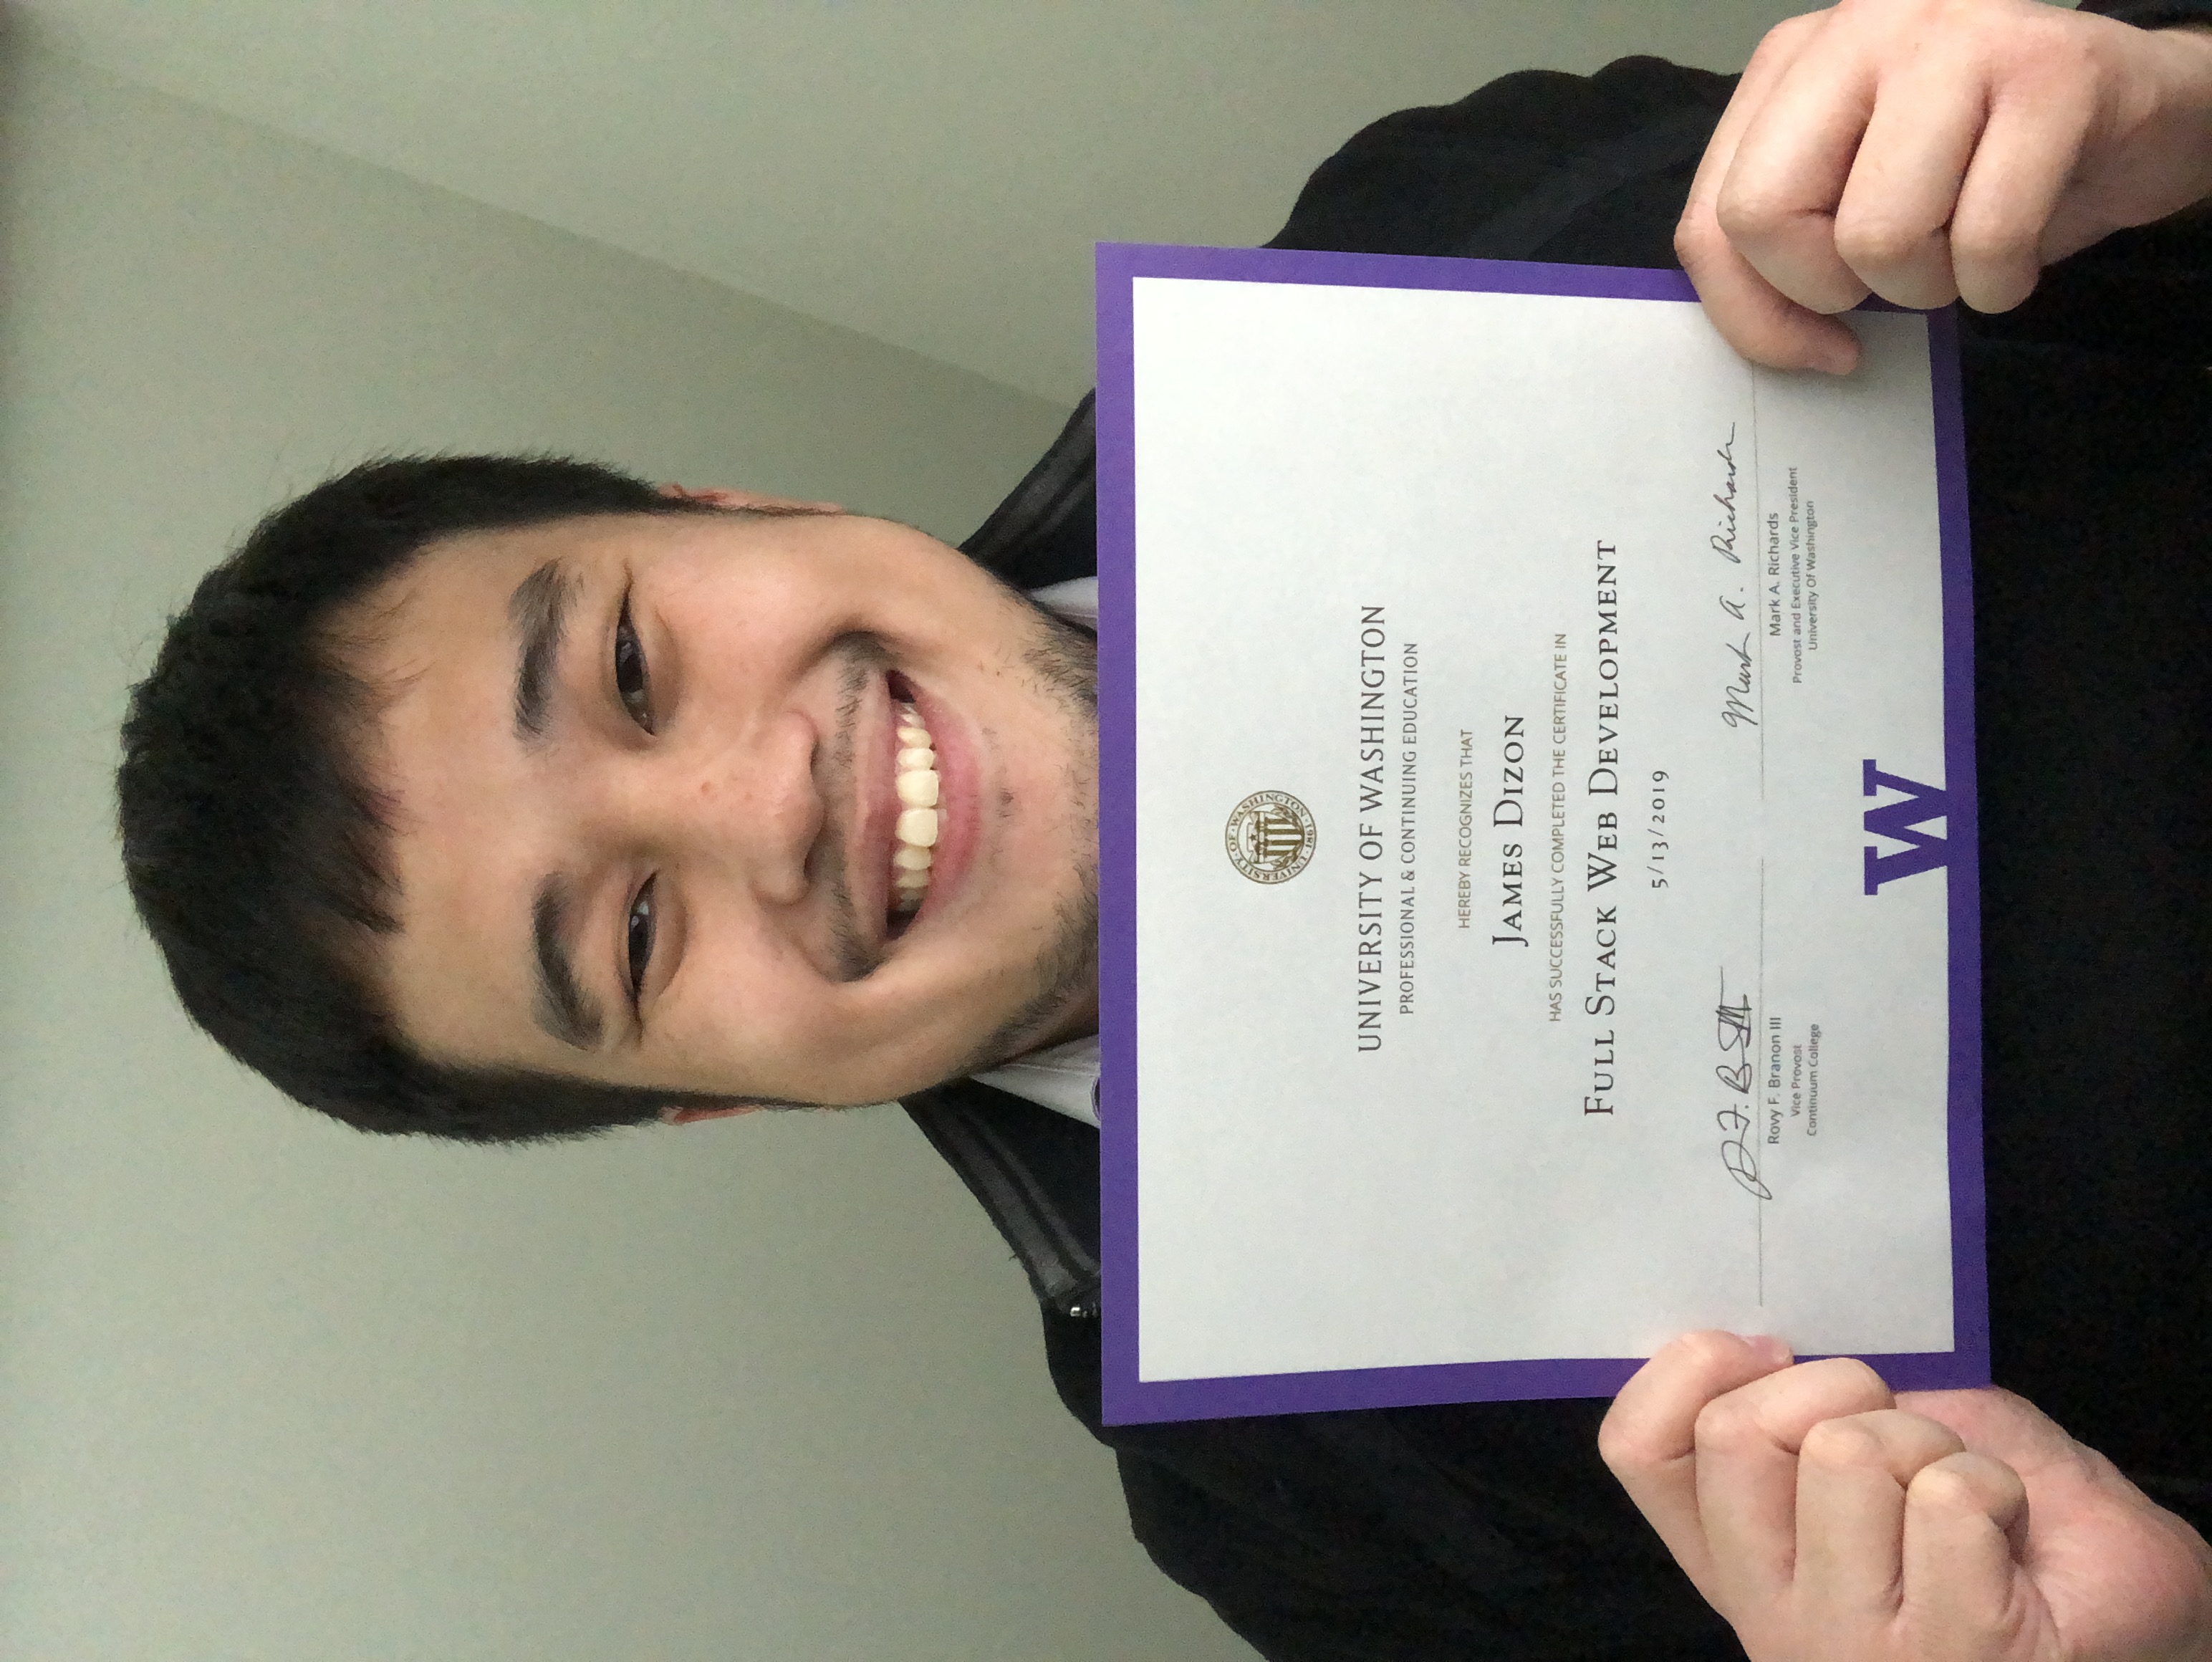 UNIVERSITY·OF·WASHINGTON
·1861·
UNIVERSITY OF WASHINGTON
PROFESSIONAL & CONTINUING EDUCATION
HEREBY RECOGNIZES THAT
JAMES DIZON
HAS SUCCESSFULLY COMPLETED THE CERTIFICATE IN
FULL STACK WEB DEVELOPMENT
5/13/2019
Mark A. Richards
Rovy F. Branon III
Vice Provost
Continuum College
Mark A. Richards
Provost and Executive Vice President
University Of Washington
W